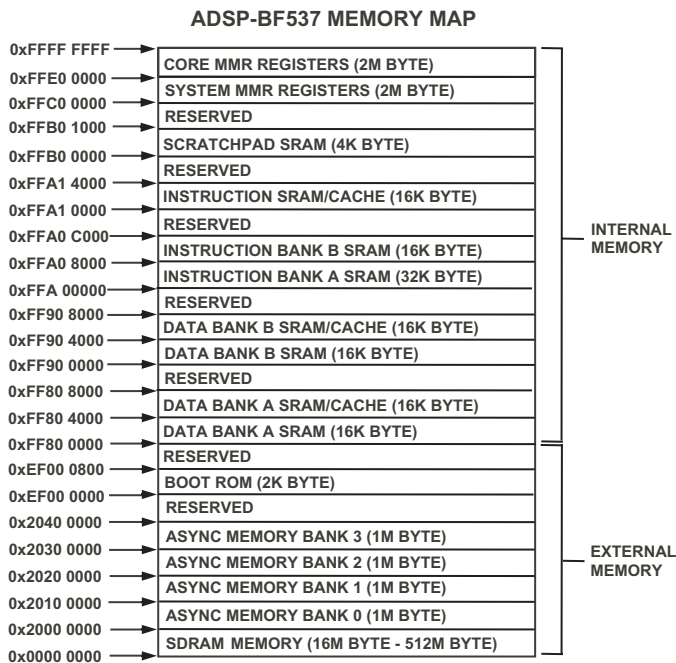 ADSP-BF537 MEMORY MAP
0xFFFF FFFF
CORE MMR REGISTERS (2M BYTE)
0xFFE0 0000
SYSTEM MMR REGISTERS (2M BYTE)
0xFFC0 0000
RESERVED
0xFFB0 1000
SCRATCHPAD SRAM (4K BYTE)
0xFFB0 0000
RESERVED
0xFFA1 4000
INSTRUCTION SRAM/CACHE (16K BYTE)
0xFFA1 0000
RESERVED
0xFFA0 C000
INSTRUCTION BANK B SRAM (16K BYTE)
0xFFA0 8000
INSTRUCTION BANK A SRAM (32K BYTE)
0xFFA 00000
RESERVED
0xFF90 8000
DATA BANK B SRAM/CACHE (16K BYTE)
0xFF90 4000
DATA BANK B SRAM (16K BYTE)
0xFF90 0000
RESERVED
0xFF80 8000
DATA BANK A SRAM/CACHE (16K BYTE)
0xFF80 4000
DATA BANK A SRAM (16K BYTE)
0xFF80 0000
RESERVED
0xEF00 0800
BOOT ROM (2K BYTE)
0xEF00 0000
RESERVED
0x2040 0000
ASYNC MEMORY BANK 3 (1M BYTE)
0x2030 0000
ASYNC MEMORY BANK 2 (1M BYTE)
0x2020 0000
ASYNC MEMORY BANK 1 (1M BYTE)
0x2010 0000
ASYNC MEMORY BANK 0 (1M BYTE)
0x2000 0000
SDRAM MEMORY (16M BYTE - 512M BYTE)
0x0000 0000
INTERNAL
MEMORY
EXTERNAL
MEMORY